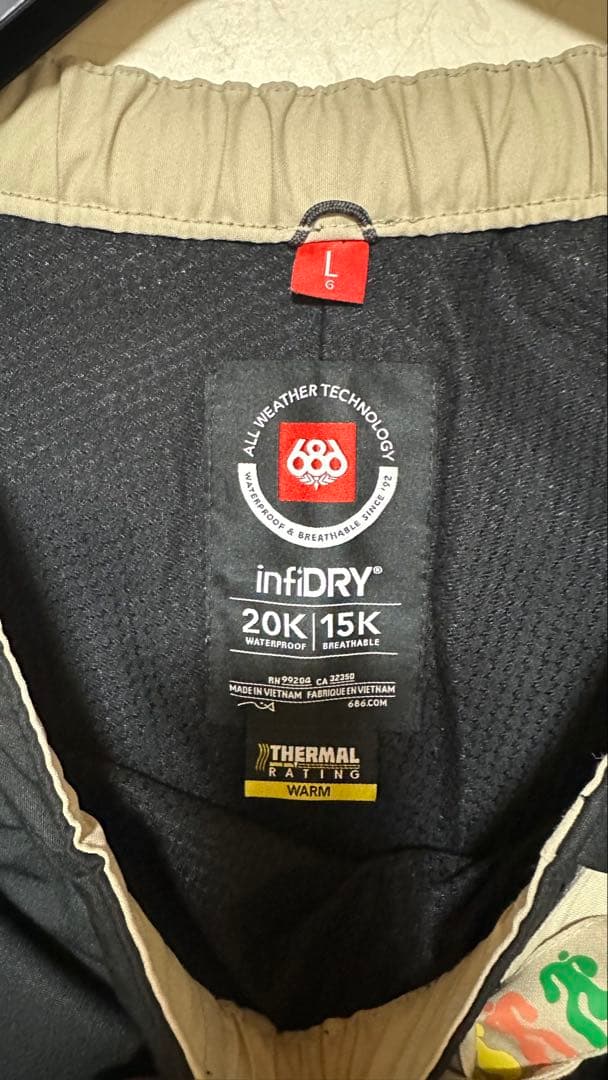 L
G
ALL WEATHER TECHNOLOGY
686
WATERPROOF & BREATHABLE SINCE '92
infiDRY®
20K | 15K
WATERPROOF BREATHABLE
RN 99204 CA 32350
MADE IN VIETNAM FABRIQUE EN VIETNAM
686.COM
THERMAL
RATING
WARM